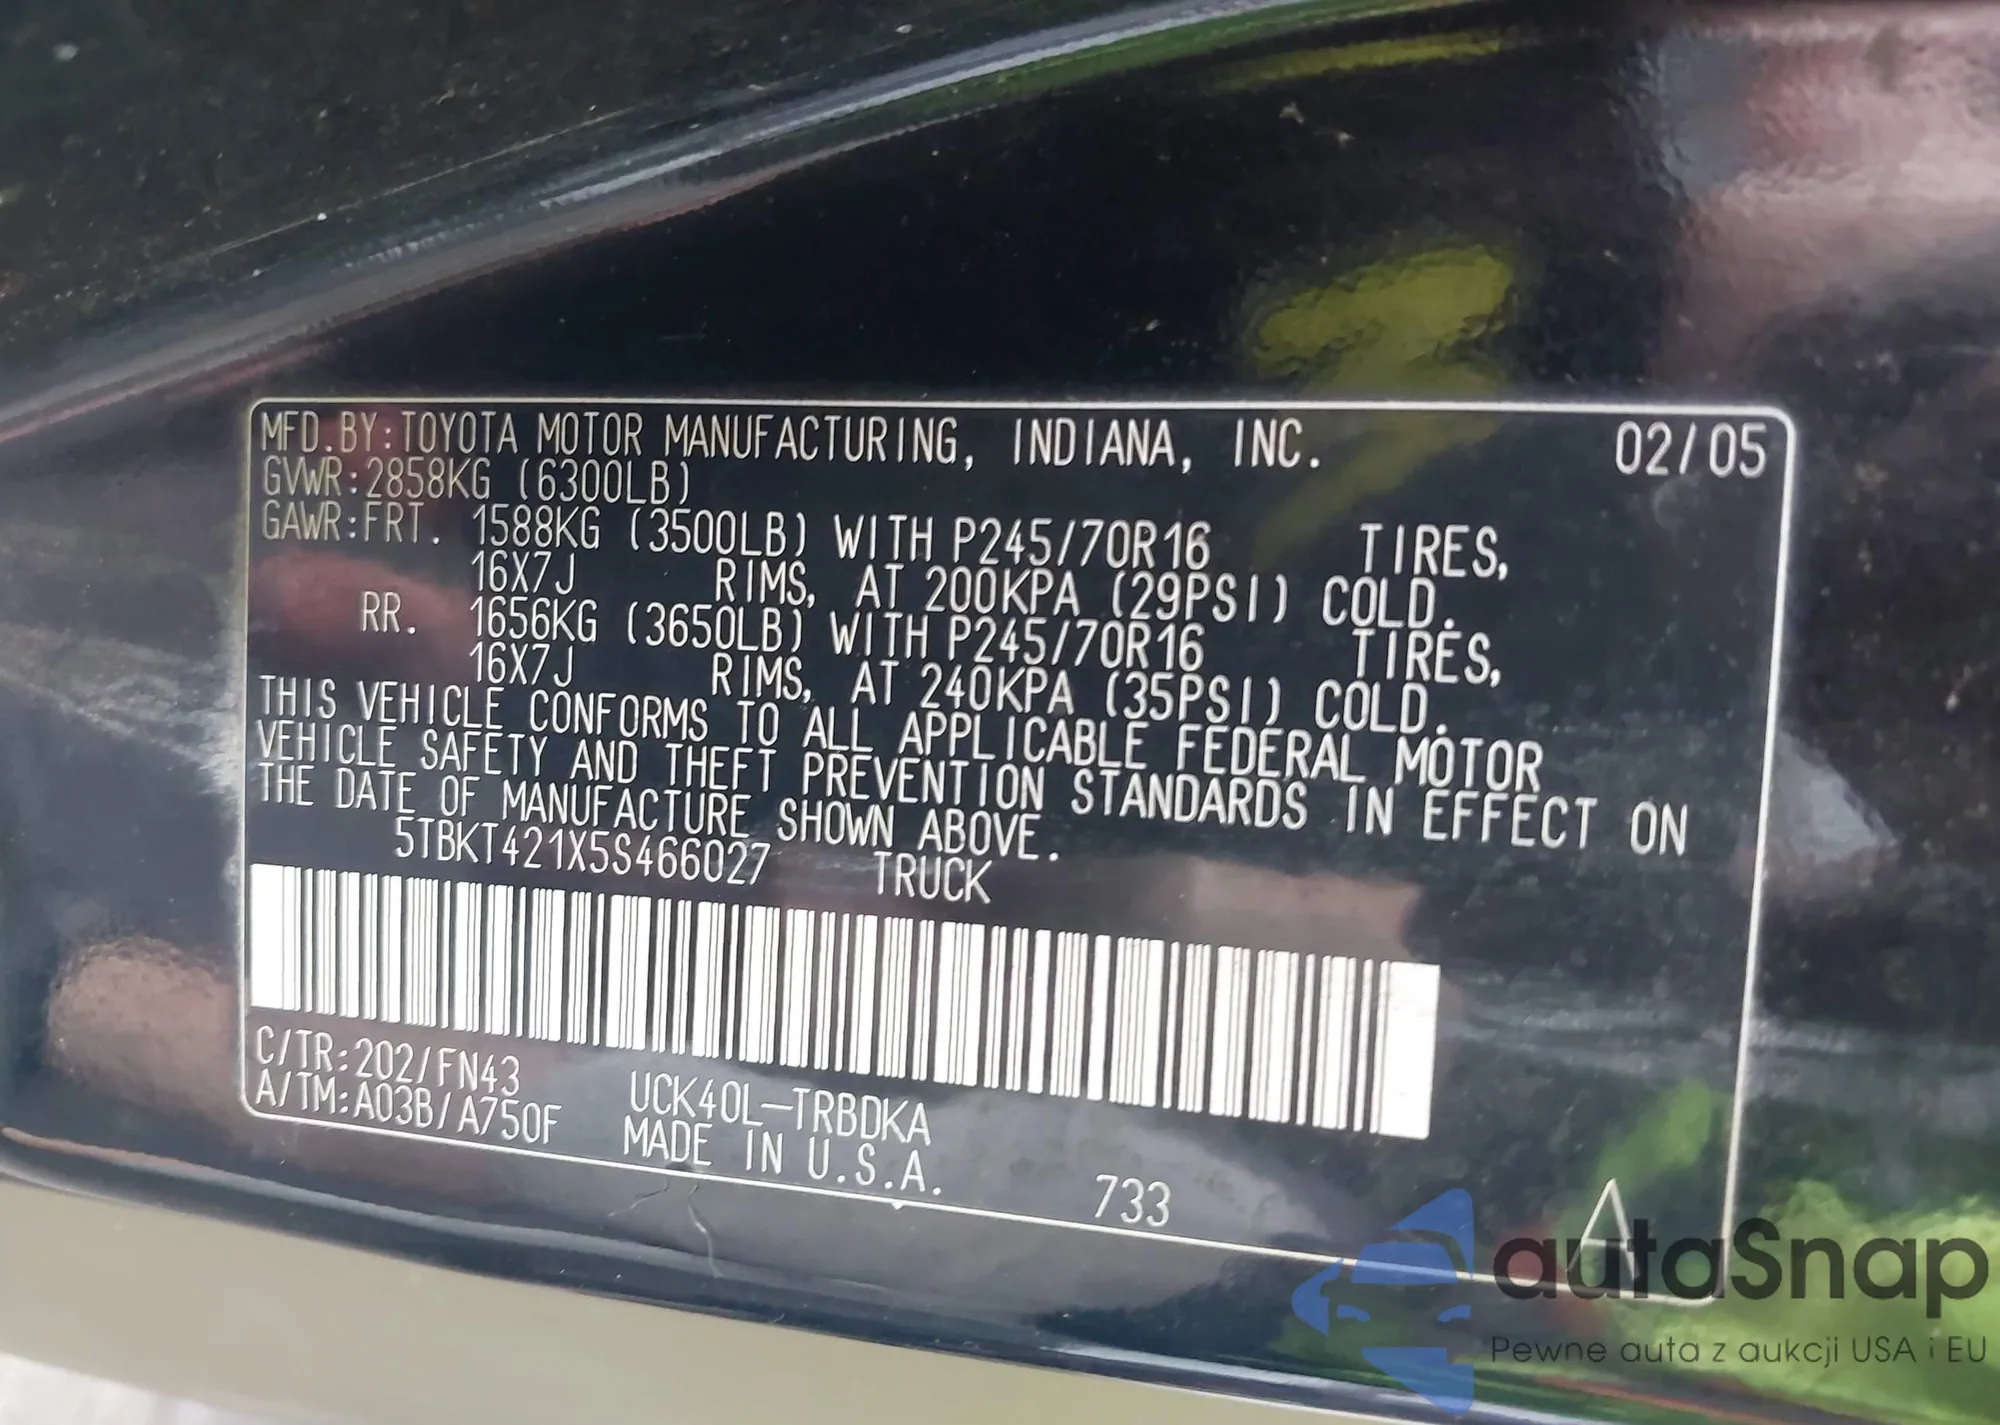 MFD.BY:TOYOTA MOTOR MANUFACTURING, INDIANA, INC. 02/05
GVWR:2858KG (6300LB)
GAWR:FRT. 1588KG (3500LB) WITH P245/70R16 TIRES,
16X7J RIMS, AT 200KPA (29PSI) COLD.
RR. 1656KG (3650LB) WITH P245/70R16 TIRES,
16X7J RIMS, AT 240KPA (35PSI) COLD.
THIS VEHICLE CONFORMS TO ALL APPLICABLE FEDERAL MOTOR
VEHICLE SAFETY AND THEFT PREVENTION STANDARDS IN EFFECT ON
THE DATE OF MANUFACTURE SHOWN ABOVE.
5TBKT421X5S466027 TRUCK
C/TR:202/FN43 UCK40L-TRBDKA
A/TM:A03B/A750F MADE IN U.S.A. 733
autaSnap
Pewne auta z aukcji USA i EU